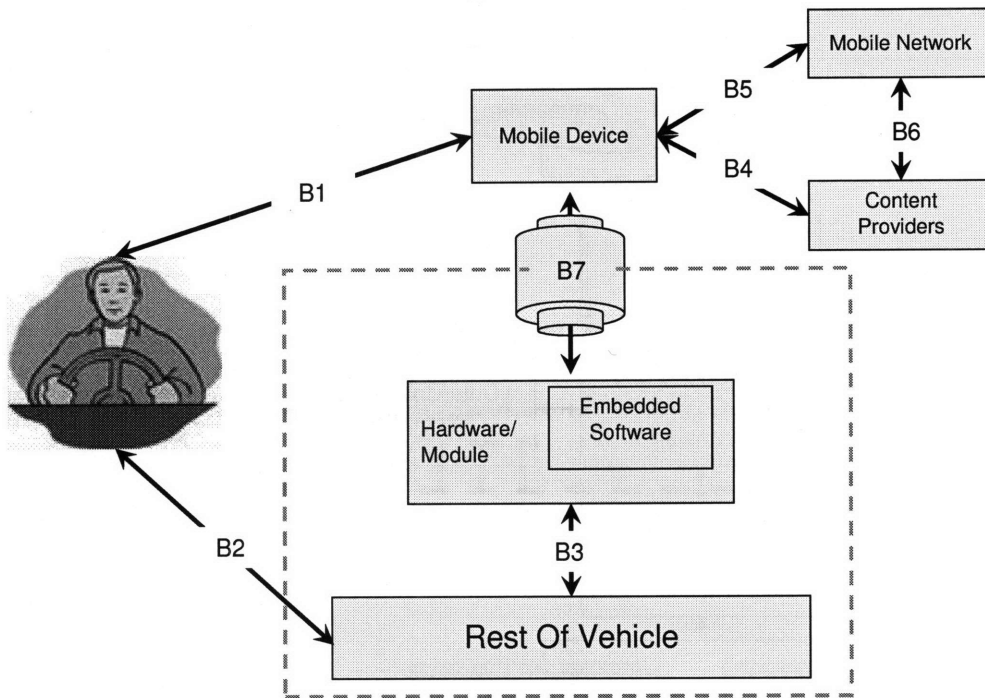 Mobile Network
B5
B6
Mobile Device
B4
B1
Content
Providers
B7
Embedded
Software
Hardware/
Module
B2
B3
Rest Of Vehicle